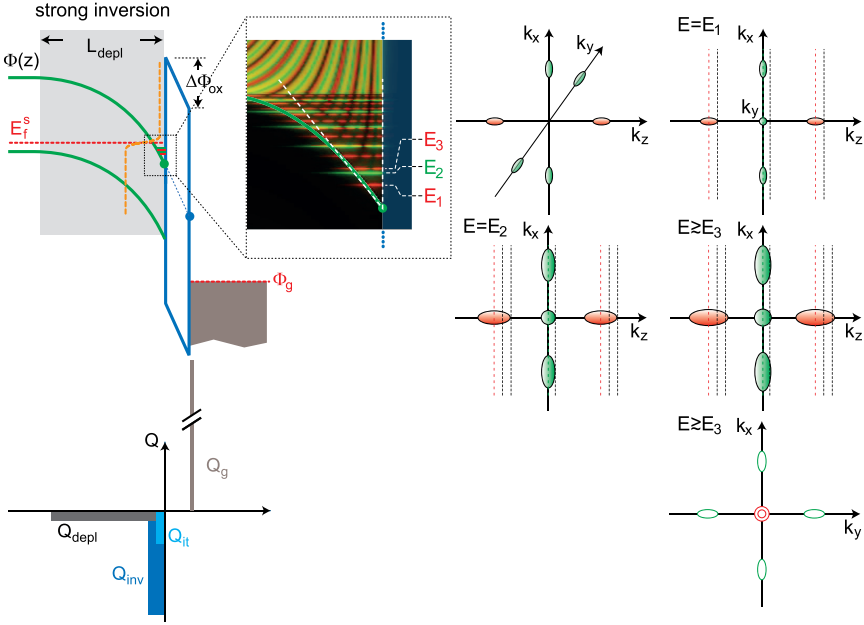 strong inversion
L_depl
Φ(z)
ΔΦ_ox
E_f^s
E_3
E_2
E_1
Φ_g
Q
Q_g
Q_depl
Q_it
Q_inv
k_x
k_y
k_z
E=E_1
k_x
k_y
k_z
E=E_2
k_x
k_z
E≳E_3
k_x
k_z
E≳E_3
k_x
k_y